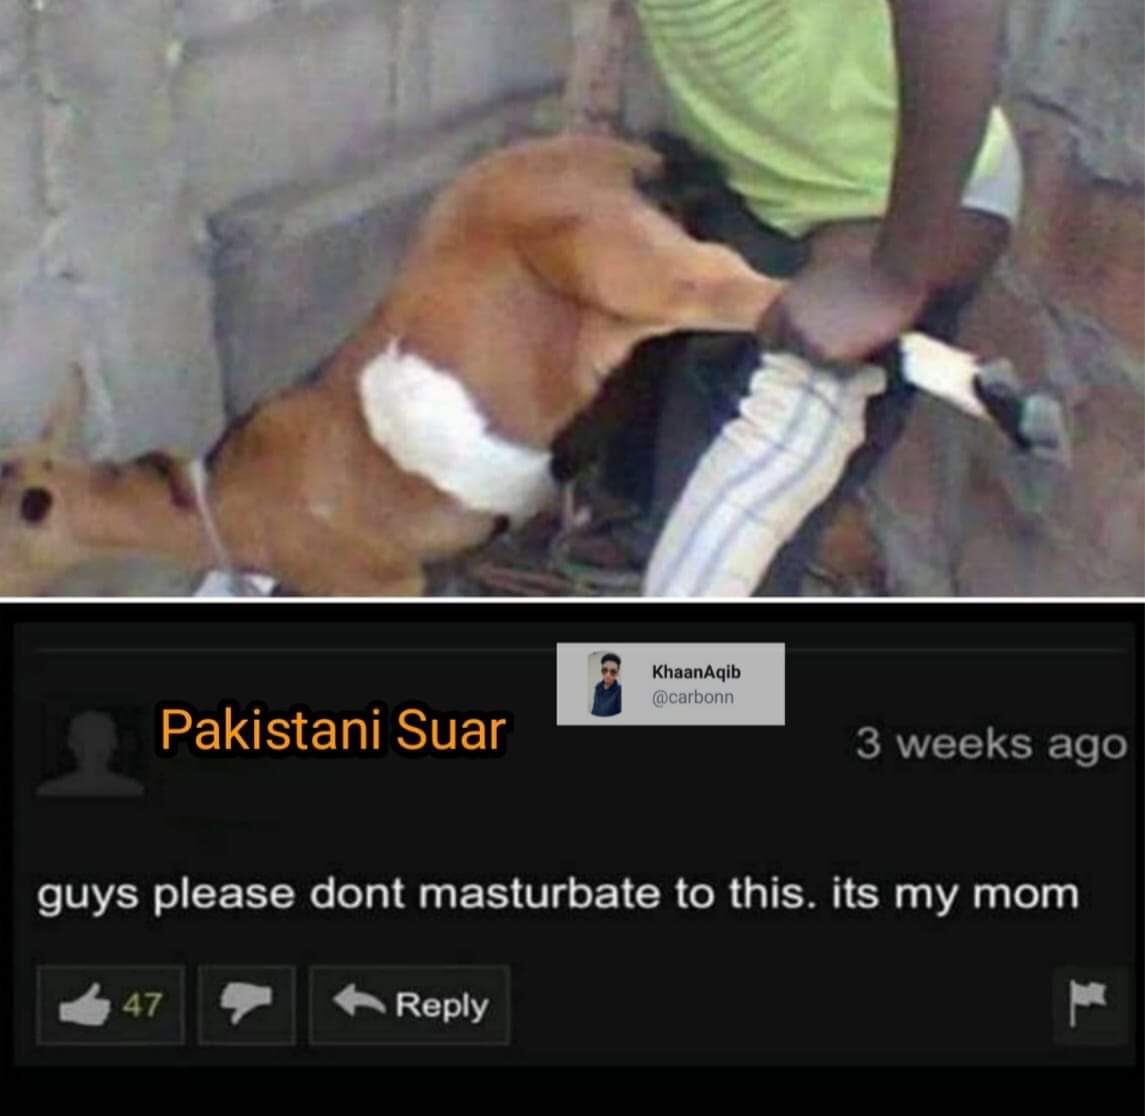 KhaanAqib
@carbonn
Pakistani Suar
3 weeks ago
guys please dont masturbate to this. its my mom
47
Reply